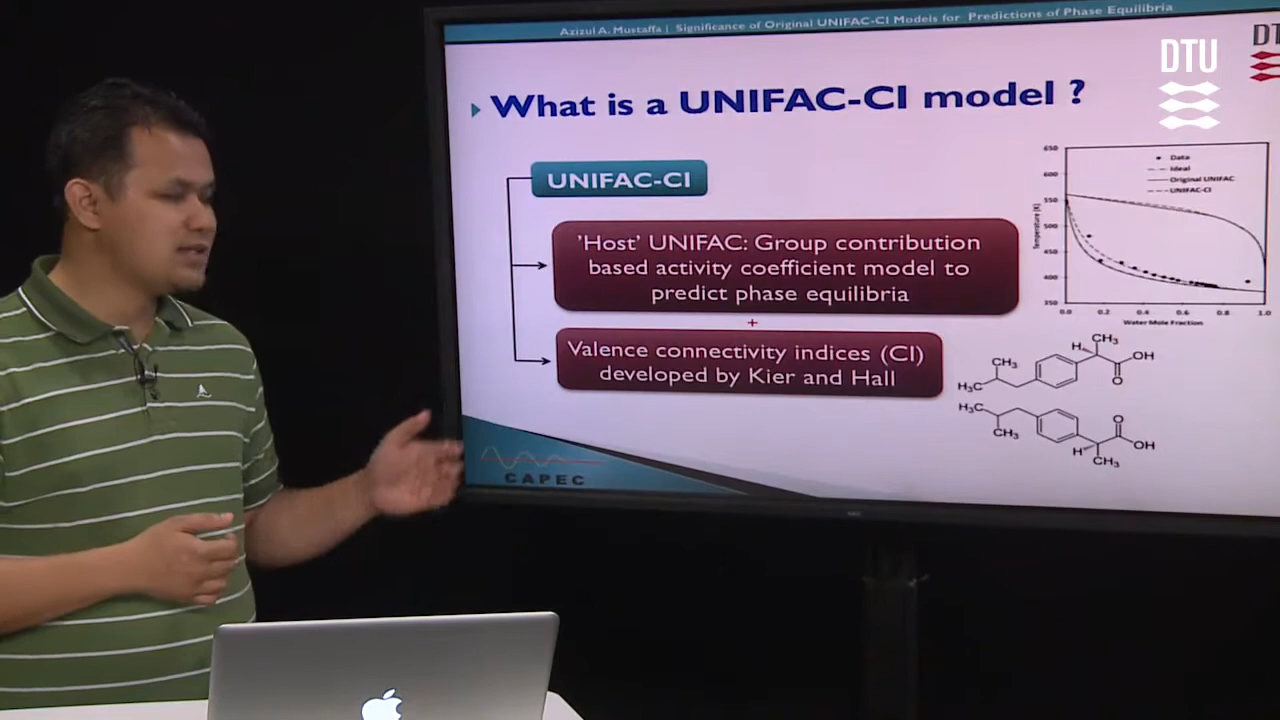 Azizul A. Mustaffa | Significance of Original UNIFAC-CI Models for Predictions of Phase Equilibria
DTU
What is a UNIFAC-CI model ?
UNIFAC-CI
'Host' UNIFAC: Group contribution
based activity coefficient model to
predict phase equilibria
+
Valence connectivity indices (CI)
developed by Kier and Hall
650
600
550
500
450
400
350
Temperature (K)
Data
Ideal
Original UNIFAC
UNIFAC-CI
0.0 0.2 0.4 0.6 0.8 1.0
Water Mole Fraction
CH₃
H
CH₃
OH
H₃C
O
H₃C
O
CH₃
OH
H
CH₃
CAPEC